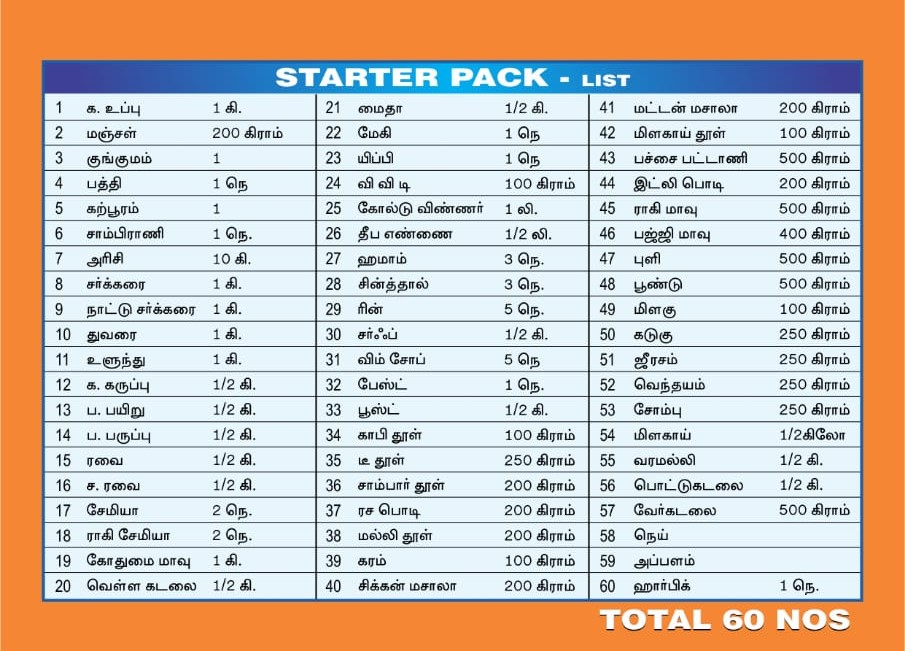 STARTER PACK - LIST
1 க. உப்பு 1 கி.
2 மஞ்சள் 200 கிராம்
3 குங்குமம் 1
4 பத்தி 1 நெ
5 கற்பூரம் 1
6 சாம்பிராணி 1 நெ.
7 அரிசி 10 கி.
8 சர்க்கரை 1 கி.
9 நாட்டு சர்க்கரை 1 கி.
10 துவரை 1 கி.
11 உளுந்து 1 கி.
12 க. கருப்பு 1/2 கி.
13 ப. பயிறு 1/2 கி.
14 ப. பருப்பு 1/2 கி.
15 ரவை 1/2 கி.
16 ச. ரவை 1/2 கி.
17 சேமியா 2 நெ.
18 ராகி சேமியா 2 நெ.
19 கோதுமை மாவு 1 கி.
20 வெள்ள கடலை 1/2 கி.
21 மைதா 1/2 கி.
22 மேகி 1 நெ
23 யிப்பி 1 நெ
24 வி வி டி 100 கிராம்
25 கோல்டு விண்ணர் 1 லி.
26 தீப எண்ணை 1/2 லி.
27 ஹமாம் 3 நெ.
28 சின்த்தால் 3 நெ.
29 ரின் 5 நெ.
30 சர்ஃப் 1/2 கி.
31 விம் சோப் 5 நெ
32 பேஸ்ட் 1 நெ.
33 பூஸ்ட் 1/2 கி.
34 காபி தூள் 100 கிராம்
35 டீ தூள் 250 கிராம்
36 சாம்பார் தூள் 200 கிராம்
37 ரச பொடி 200 கிராம்
38 மல்லி தூள் 200 கிராம்
39 கரம் 100 கிராம்
40 சிக்கன் மசாலா 200 கிராம்
41 மட்டன் மசாலா 200 கிராம்
42 மிளகாய் தூள் 100 கிராம்
43 பச்சை பட்டாணி 500 கிராம்
44 இட்லி பொடி 200 கிராம்
45 ராகி மாவு 500 கிராம்
46 பஜ்ஜி மாவு 400 கிராம்
47 புளி 500 கிராம்
48 பூண்டு 500 கிராம்
49 மிளகு 100 கிராம்
50 கடுகு 250 கிராம்
51 ஜீரசம் 250 கிராம்
52 வெந்தயம் 250 கிராம்
53 சோம்பு 250 கிராம்
54 மிளகாய் 1/2கிலோ
55 வரமல்லி 1/2 கி.
56 பொட்டுகடலை 1/2 கி.
57 வேர்கடலை 500 கிராம்
58 நெய்
59 அப்பளம்
60 ஹார்பிக் 1 நெ.
TOTAL 60 NOS